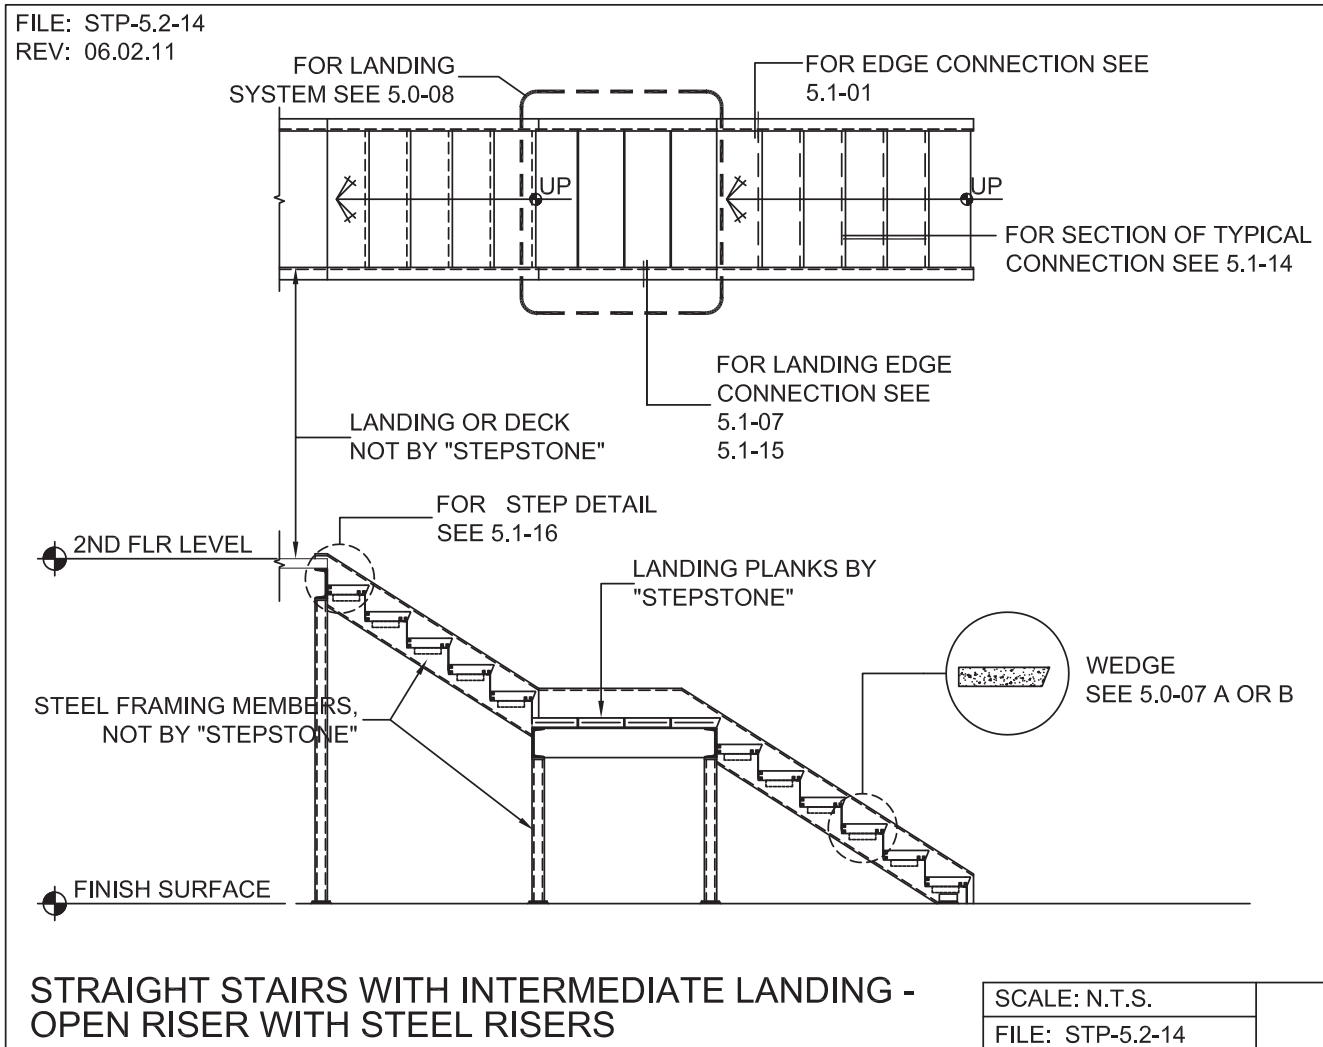 FILE: STP-5.2-14
REV: 06.02.11
FOR LANDING
SYSTEM SEE 5.0-08
FOR EDGE CONNECTION SEE
5.1-01
UP
UP
FOR SECTION OF TYPICAL
CONNECTION SEE 5.1-14
FOR LANDING EDGE
CONNECTION SEE
5.1-07
5.1-15
LANDING OR DECK
NOT BY "STEPSTONE"
FOR STEP DETAIL
SEE 5.1-16
2ND FLR LEVEL
LANDING PLANKS BY
"STEPSTONE"
WEDGE
SEE 5.0-07 A OR B
STEEL FRAMING MEMBERS,
NOT BY "STEPSTONE"
FINISH SURFACE
STRAIGHT STAIRS WITH INTERMEDIATE LANDING -
OPEN RISER WITH STEEL RISERS
SCALE: N.T.S.
FILE: STP-5.2-14